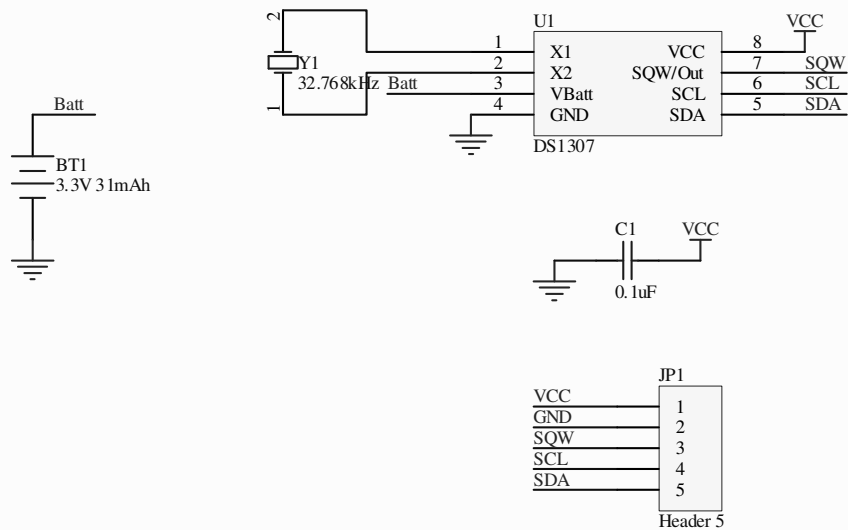 U1
2
VCC
1 X1 VCC 8
Y1
2 X2 SQW/Out 7 SQW
32.768kHz Batt 3 VBatt SCL 6 SCL
1 4 GND SDA 5 SDA
Batt
DS1307
BT1
3.3V 31mAh
C1 VCC
0.1uF
JP1
VCC 1
GND 2
SQW 3
SCL 4
SDA 5
Header 5